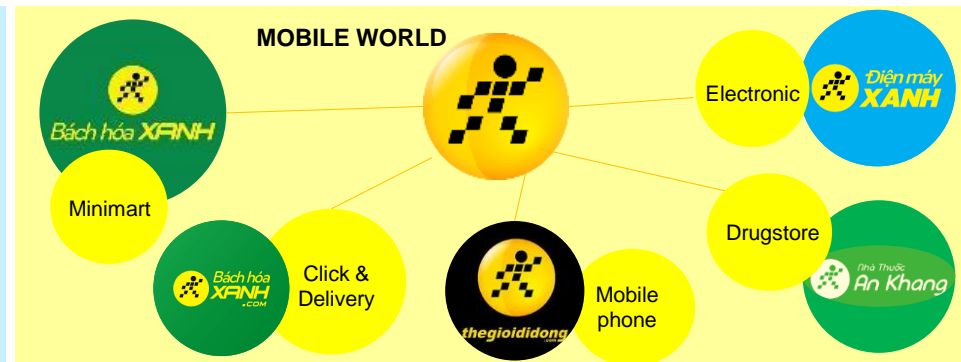 MOBILE WORLD
Bách hóa XANH
Minimart
Bách hóa
XANH
.COM
Click &
Delivery
thegioididong
.com
Mobile
phone
Electronic
Điện máy
XANH
Drugstore
Nhà Thuốc
An Khang